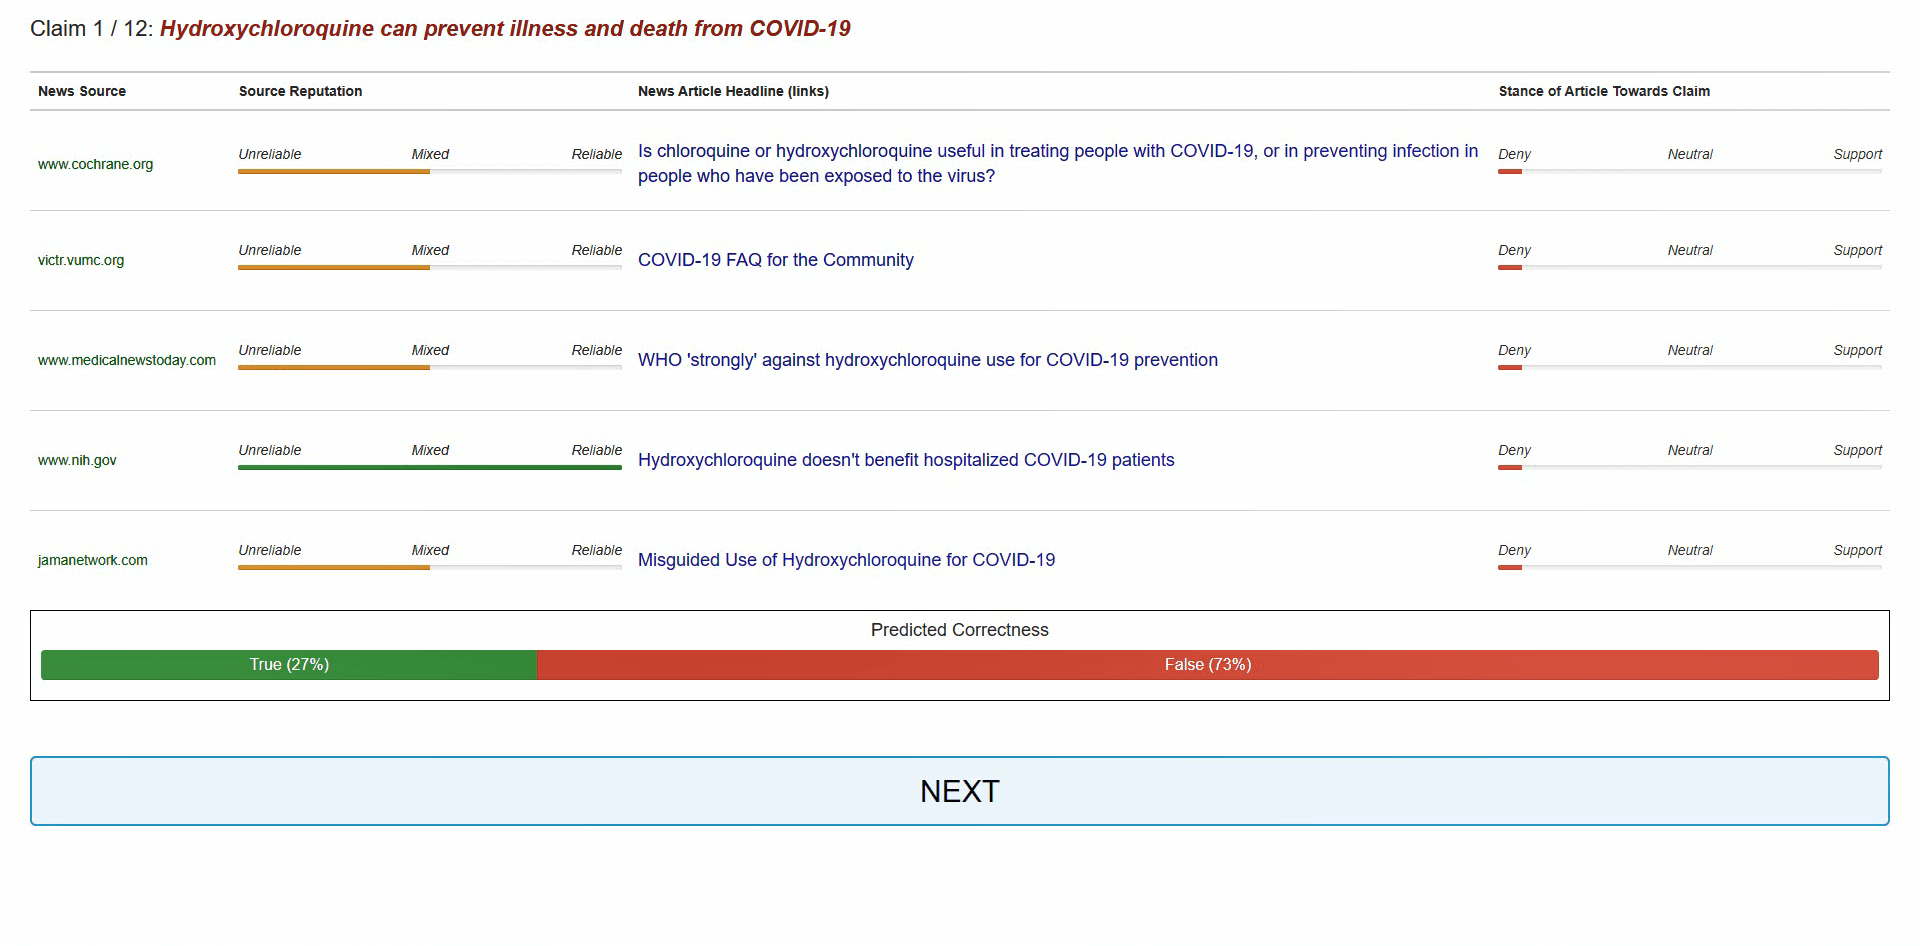 Claim 1 / 12: Hydroxychloroquine can prevent illness and death from COVID-19
News Source Source Reputation News Article Headline (links) Stance of Article Towards Claim
www.cochrane.org
Unreliable Mixed Reliable
Is chloroquine or hydroxychloroquine useful in treating people with COVID-19, or in preventing infection in
people who have been exposed to the virus?
Deny Neutral Support
victr.vumc.org
Unreliable Mixed Reliable
COVID-19 FAQ for the Community
Deny Neutral Support
www.medicalnewstoday.com
Unreliable Mixed Reliable
WHO 'strongly' against hydroxychloroquine use for COVID-19 prevention
Deny Neutral Support
www.nih.gov
Unreliable Mixed Reliable
Hydroxychloroquine doesn't benefit hospitalized COVID-19 patients
Deny Neutral Support
jamanetwork.com
Unreliable Mixed Reliable
Misguided Use of Hydroxychloroquine for COVID-19
Deny Neutral Support
Predicted Correctness
True (27%) False (73%)
NEXT